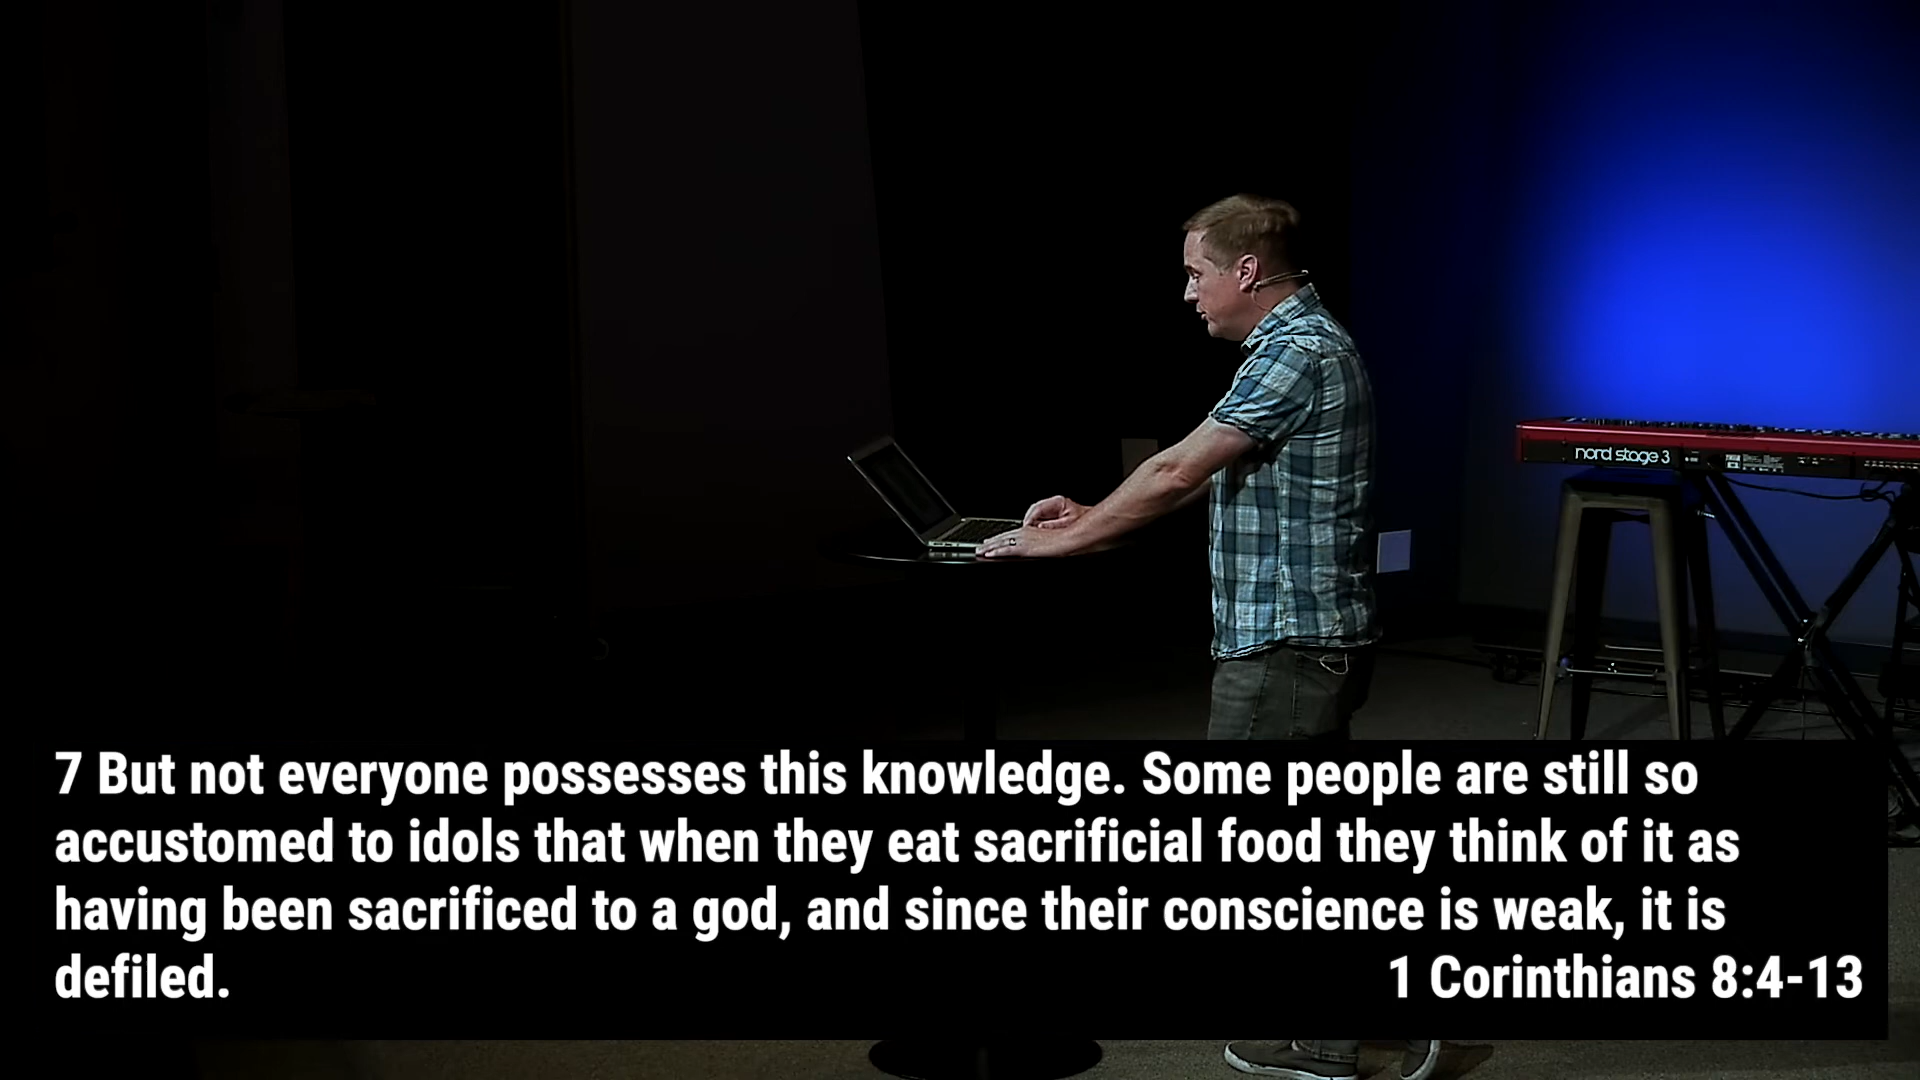 nord stage 3
7 But not everyone possesses this knowledge. Some people are still so
accustomed to idols that when they eat sacrificial food they think of it as
having been sacrificed to a god, and since their conscience is weak, it is
defiled.
1 Corinthians 8:4-13